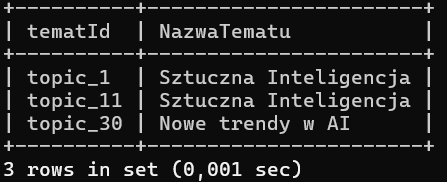 +----------+-----------------------+
| tematId | NazwaTematu |
+----------+-----------------------+
| topic_1 | Sztuczna Inteligencja |
| topic_11 | Sztuczna Inteligencja |
| topic_30 | Nowe trendy w AI |
+----------+-----------------------+
3 rows in set (0,001 sec)